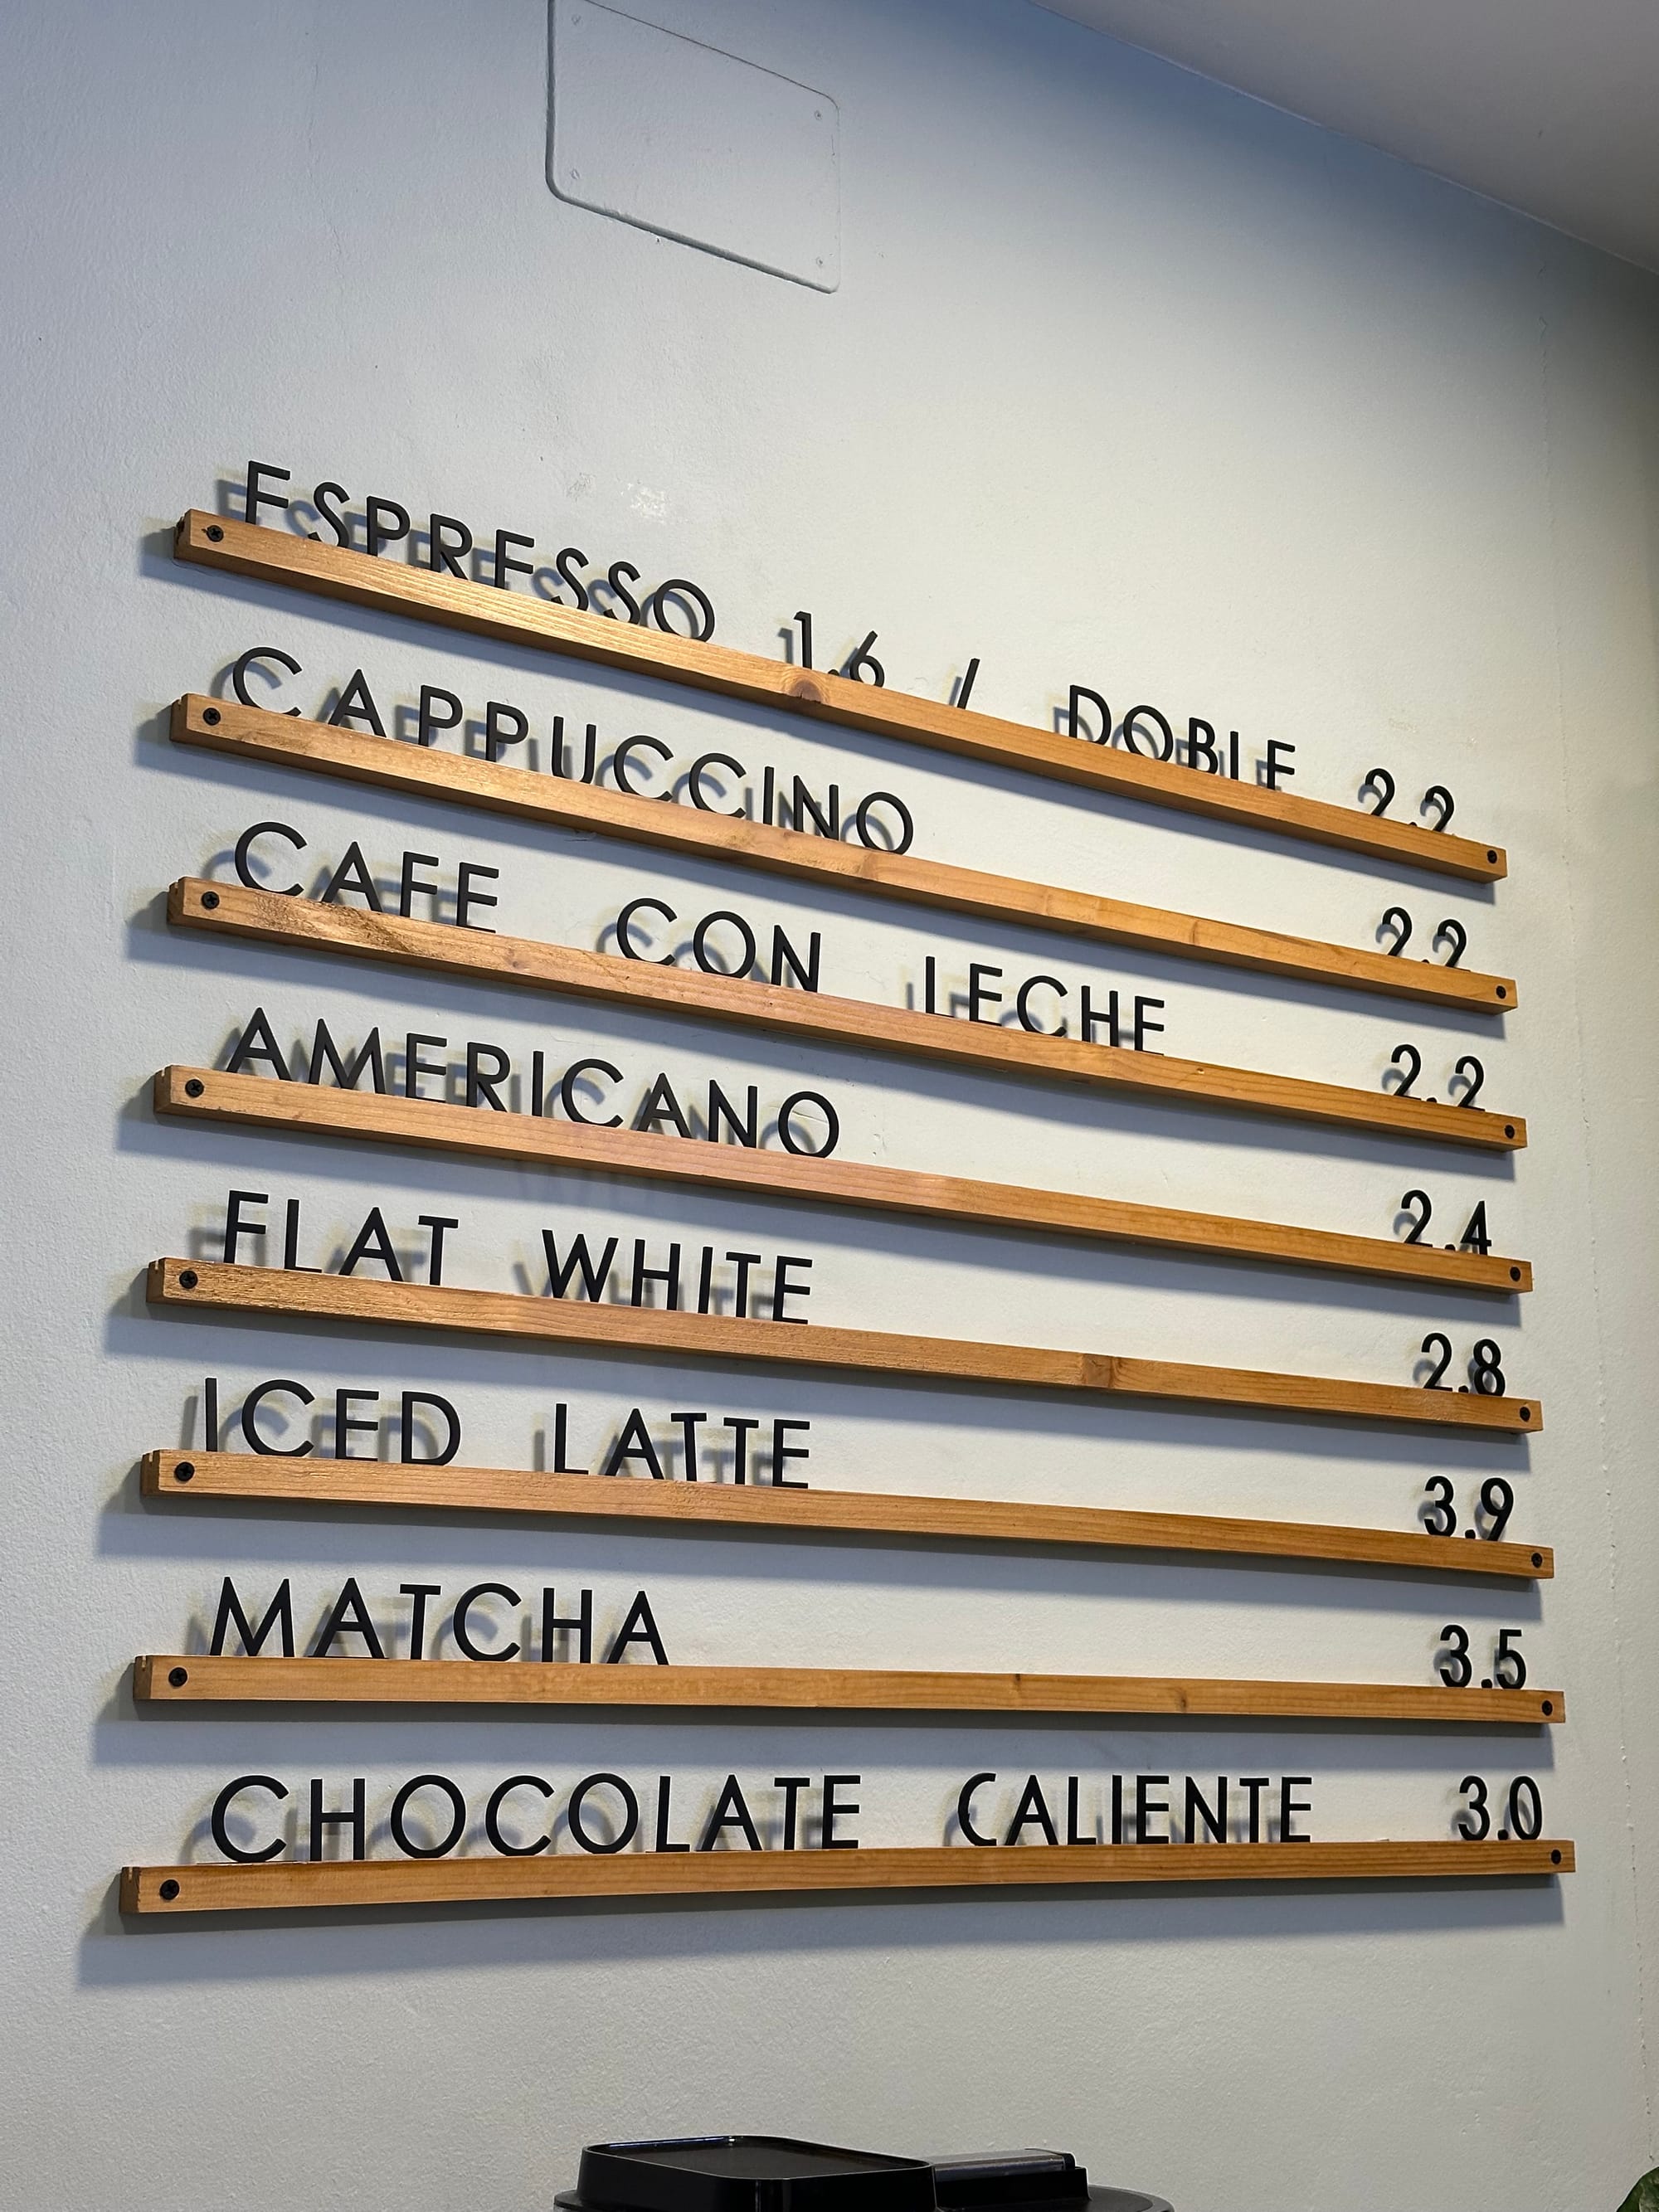 ESPRESSO 1.6 / DOBLE 2.2
CAPPUCCINO 2.2
CAFE CON LECHE 2.2
AMERICANO 2.4
FLAT WHITE 2.8
ICED LATTE 3.9
MATCHA 3.5
CHOCOLATE CALIENTE 3.0